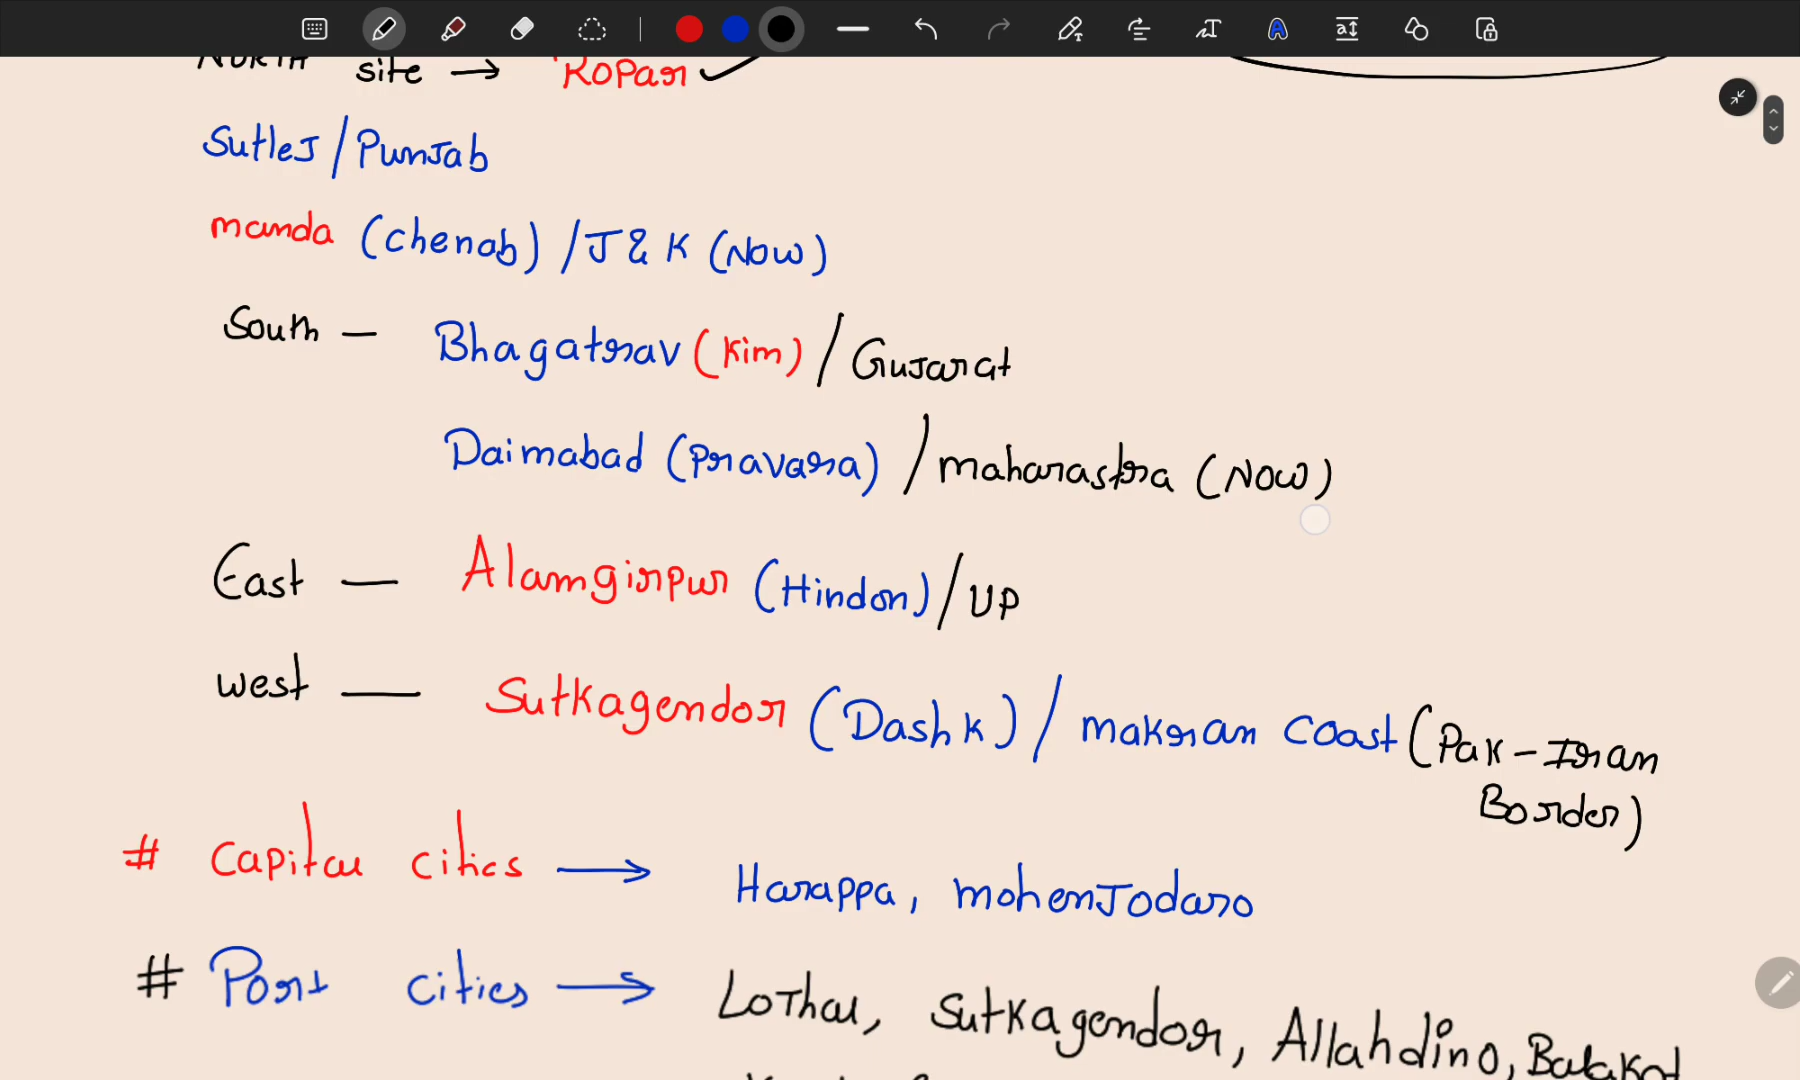 North site → Ropar ✓
Sutlej / Punjab
manda (chenab) / J & K (Now)
South — Bhagatrav (Kim) / Gujarat
Daimabad (Pravara) / maharastra (Now)
East — Alamgirpur (Hindon) / UP
west — Sutkagendor (Dashk) / makran coast (Pak-Iran
Border)
# Capital cities → Harappa, mohenJodaro
# Port cities → Lothal, Sutkagendor, Allahdino, Balakot